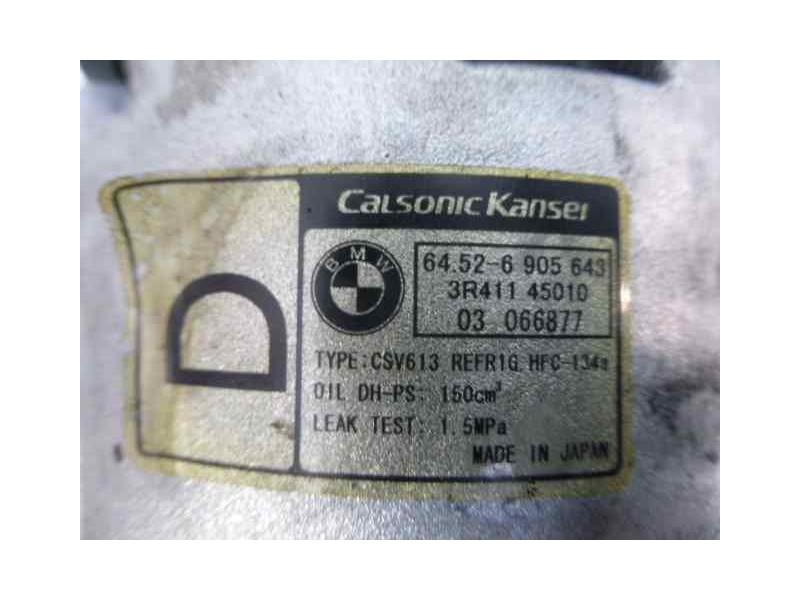 CALSONIC KANSEI
D
BMW
64.52-6 905 643
3R411 45010
03 066877
TYPE: CSV613 REFRIG HFC-134a
OIL DH-PS: 150cm³
LEAK TEST: 1.5MPa
MADE IN JAPAN